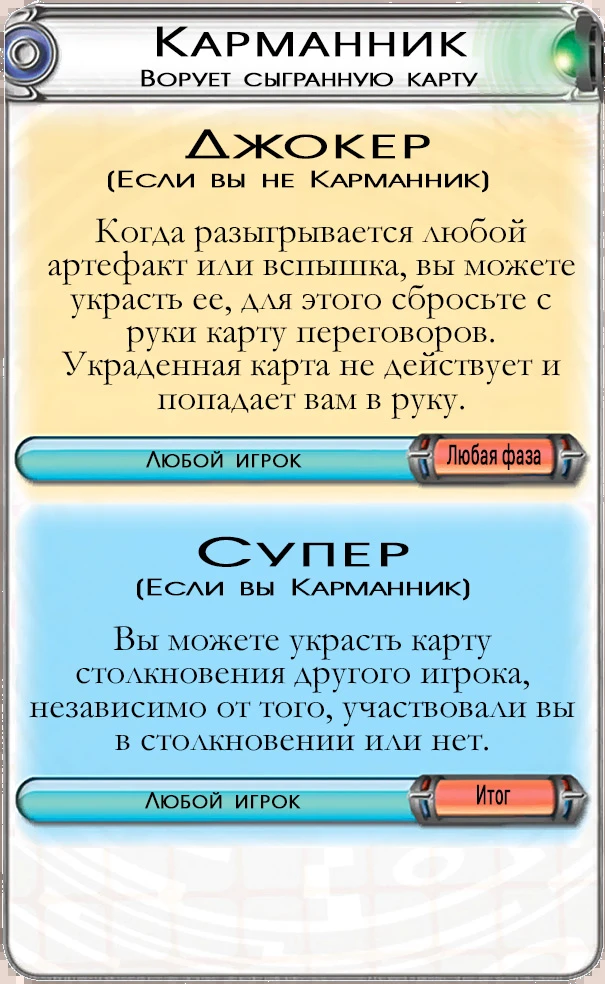 Карманник
Ворует сыгранную карту
Джокер
(Если вы не Карманник)
Когда разыгрывается любой
артефакт или вспышка, вы можете
украсть ее, для этого сбросьте с
руки карту переговоров.
Украденная карта не действует и
попадает вам в руку.
Любой игрок
Любая фаза
Супер
(Если вы Карманник)
Вы можете украсть карту
столкновения другого игрока,
независимо от того, участвовали вы
в столкновении или нет.
Любой игрок
Итог